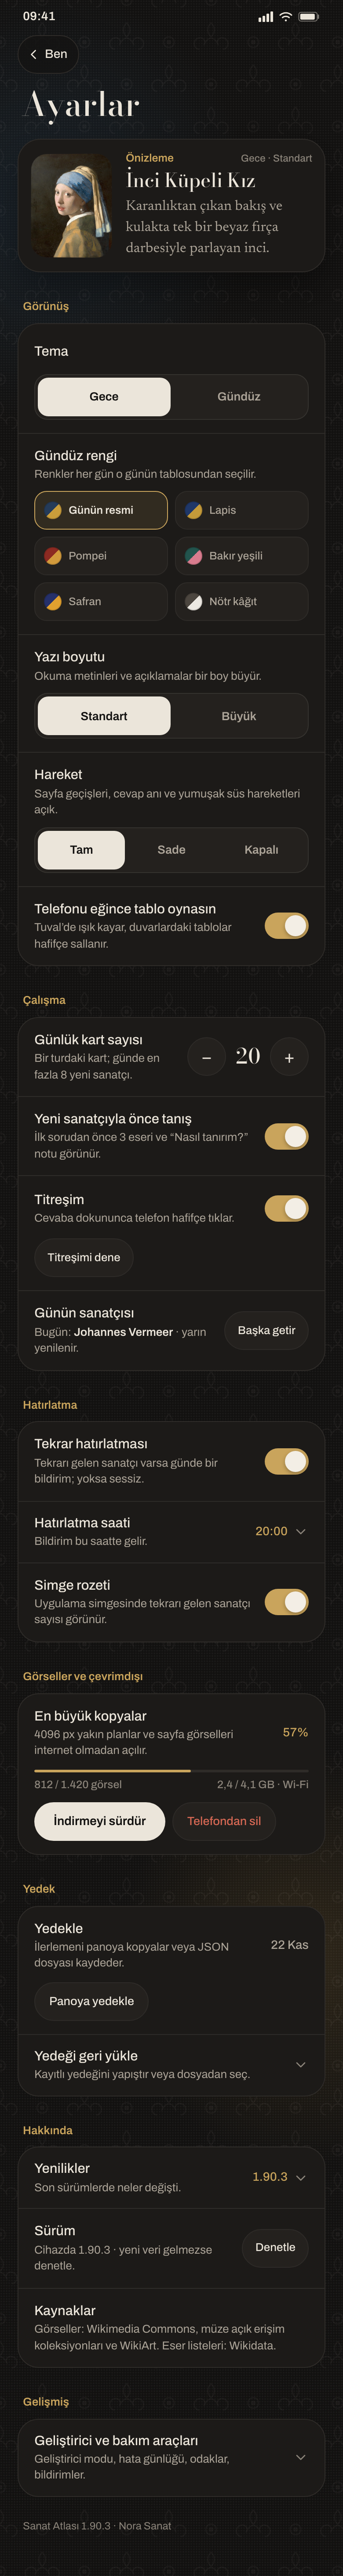 09:41
Ben
Ayarlar
Önizleme
Gece · Standart
İnci Küpeli Kız
Karanlıktan çıkan bakış ve
kulakta tek bir beyaz fırça
darbesiyle parlayan inci.
Görünüş
Tema
Gece
Gündüz
Gündüz rengi
Renkler her gün o günün tablosundan seçilir.
Günün resmi
Lapis
Pompei
Bakır yeşili
Safran
Nötr kâğıt
Yazı boyutu
Okuma metinleri ve açıklamalar bir boy büyür.
Standart
Büyük
Hareket
Sayfa geçişleri, cevap anı ve yumuşak süs hareketleri
açık.
Tam
Sade
Kapalı
Telefonu eğince tablo oynasın
Tuval’de ışık kayar, duvarlardaki tablolar
hafifçe sallanır.
Çalışma
Günlük kart sayısı
Bir turdaki kart; günde en
fazla 8 yeni sanatçı.
−
20
+
Yeni sanatçıyla önce tanış
İlk sorudan önce 3 eseri ve “Nasıl tanırım?”
notu görünür.
Titreşim
Cevaba dokununca telefon hafifçe titrer.
Titreşimi dene
Günün sanatçısı
Bugün: Johannes Vermeer · yarın
yenilenir.
Başka getir
Hatırlatma
Tekrar hatırlatması
Tekrarı gelen sanatçı varsa günde bir
bildirim; yoksa sessiz.
Hatırlatma saati
Bildirim bu saatte gelir.
20:00
Simge rozeti
Uygulama simgesinde tekrarı gelen sanatçı
sayısı görünür.
Görseller ve çevrimdışı
En büyük kopyalar
4096 px yakın planlar ve sayfa görselleri
internet olmadan açılır.
57%
812 / 1.420 görsel
2,4 / 4,1 GB · Wi-Fi
İndirmeyi sürdür
Telefondan sil
Yedek
Yedekle
İlerlemeni panoya kopyalar veya JSON
dosyası kaydeder.
22 Kas
Panoya yedekle
Yedeği geri yükle
Kayıtlı yedeğini yapıştır veya dosyadan seç.
Hakkında
Yenilikler
Son sürümlerde neler değişti.
1.90.3
Sürüm
Cihazda 1.90.3 · yeni veri gelmezse
denetle.
Denetle
Kaynaklar
Görseller: Wikimedia Commons, müze açık erişim
koleksiyonları ve WikiArt. Eser listeleri: Wikidata.
Gelişmiş
Geliştirici ve bakım araçları
Geliştirici modu, hata günlüğü, odaklar,
bildirimler.
Sanat Atlası 1.90.3 · Nora Sanat